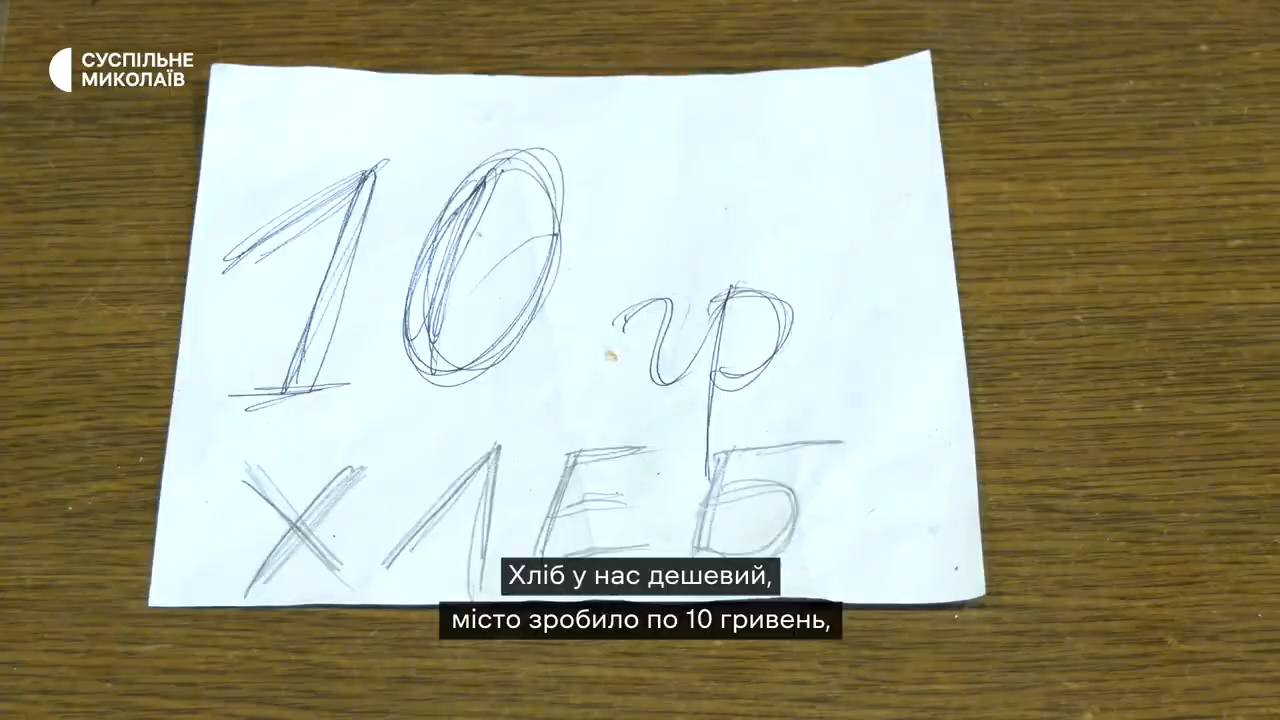 СУСПІЛЬНЕ
МИКОЛАЇВ
10 гр
ХЛЕБ
Хліб у нас дешевий,
місто зробило по 10 гривень,